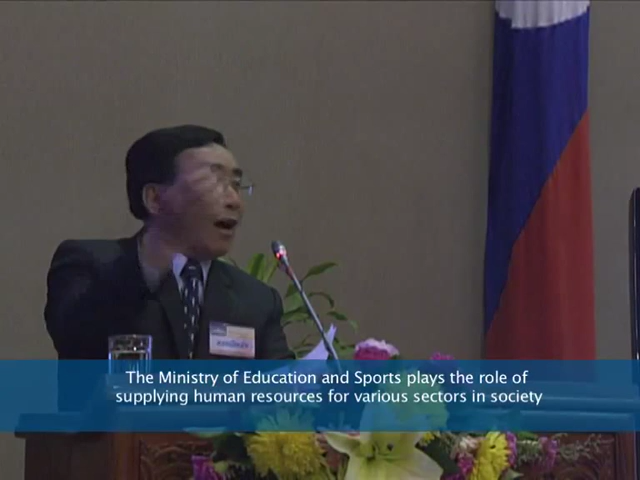 The Ministry of Education and Sports plays the role of
supplying human resources for various sectors in society